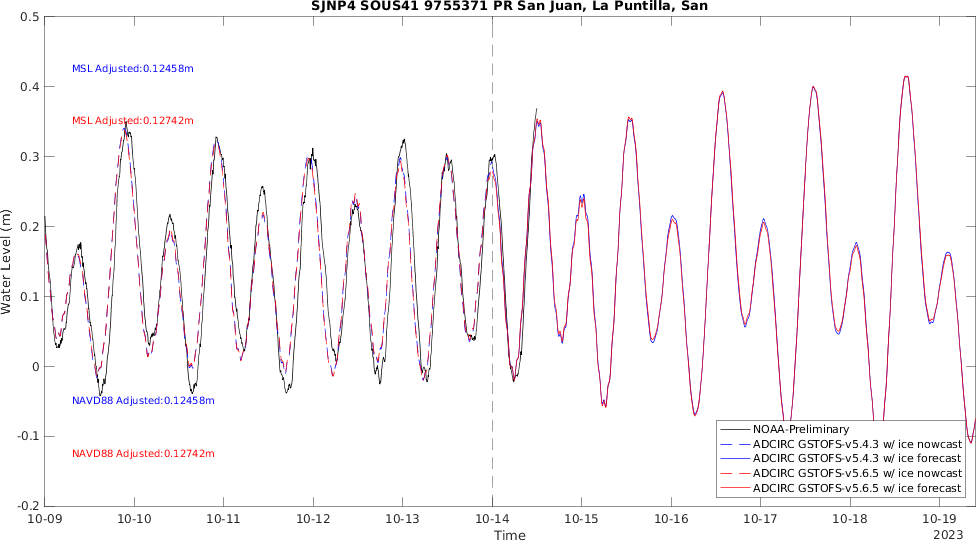 SJNP4 SOUS41 9755371 PR San Juan, La Puntilla, San
0.5
0.4
0.3
0.2
0.1
0
-0.1
-0.2
Water Level (m)
MSL Adjusted:0.12458m
MSL Adjusted:0.12742m
NAVD88 Adjusted:0.12458m
NAVD88 Adjusted:0.12742m
NOAA-Preliminary
ADCIRC GSTOFS-v5.4.3 w/ ice nowcast
ADCIRC GSTOFS-v5.4.3 w/ ice forecast
ADCIRC GSTOFS-v5.6.5 w/ ice nowcast
ADCIRC GSTOFS-v5.6.5 w/ ice forecast
10-09 10-10 10-11 10-12 10-13 10-14 10-15 10-16 10-17 10-18 10-19
Time 2023